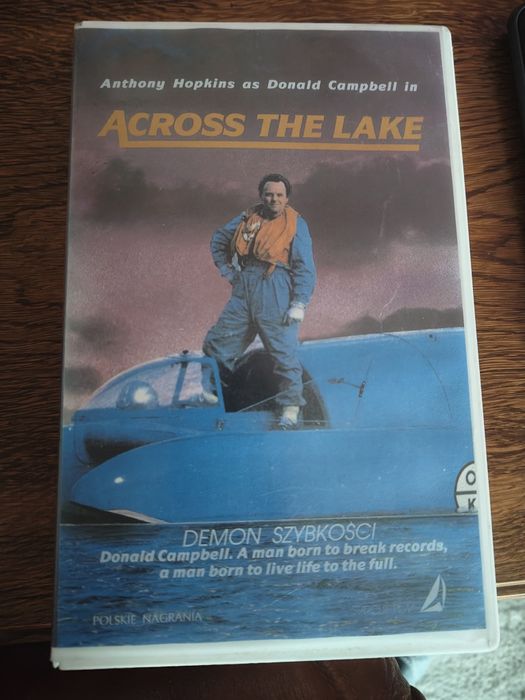 Anthony Hopkins as Donald Campbell in
ACROSS THE LAKE
DEMON SZYBKOŚCI
Donald Campbell. A man born to break records,
a man born to live life to the full.
POLSKIE NAGRANIA
O
K